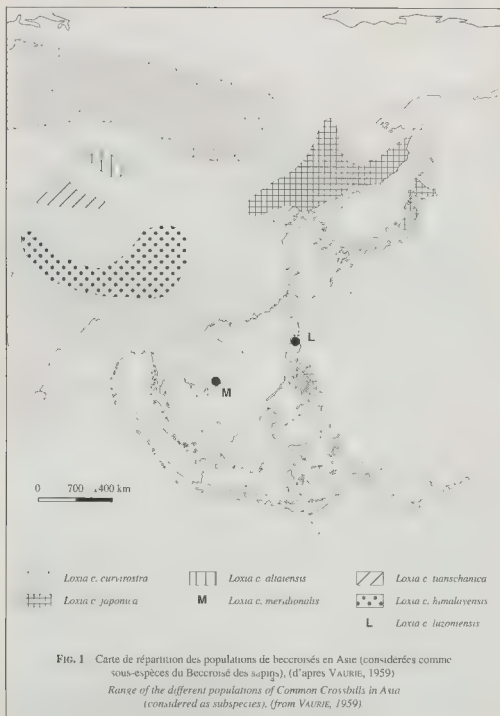 L
M
0 700 1400 km
Loxia c. curvirostra
Loxia c. altaiensis
Loxia c. tianschanica
Loxia c. japonica
M Loxia c. meridionalis
Loxia c. himalayensis
L Loxia c. luzoniensis
FIG. 1 Carte de répartition des populations de beccroisés en Asie (considérées comme
sous-espèces du Beccroisé des sapins), (d'apres VAURIE, 1959)
Range of the different populations of Common Crossbills in Asia
(considered as subspecies), (from VAURIE, 1959)